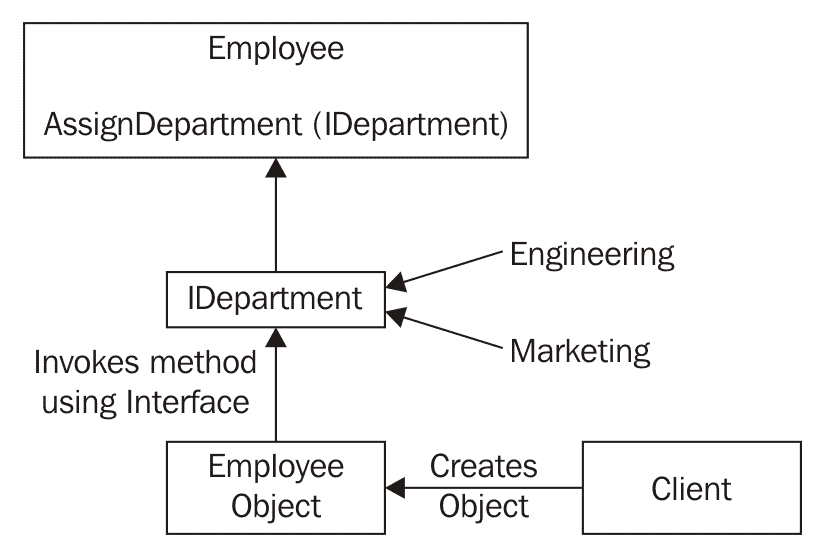 Employee
AssignDepartment (IDepartment)
Engineering
IDepartment
Marketing
Invokes method
using Interface
Employee
Object
Creates
Object
Client